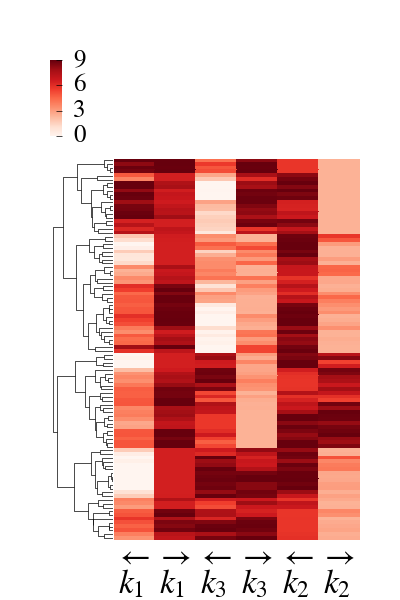 9
6
3
0
← → ← → ← →
k₁ k₁ k₃ k₃ k₂ k₂